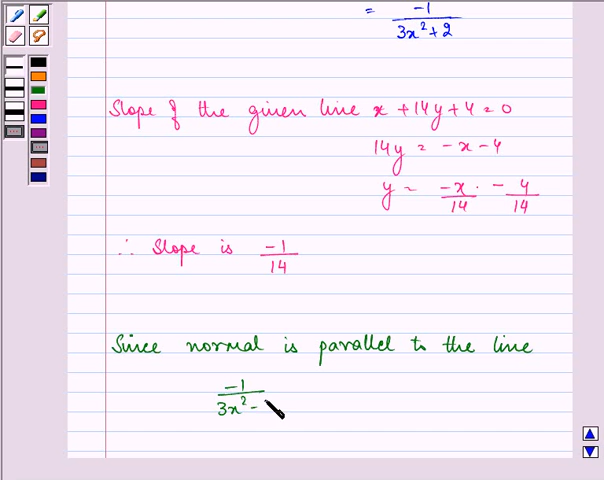 = -1/(3x²+2)
Slope of the given line x+14y+4=0
14y = -x-4
y = -x/14 - 4/14
∴ Slope is -1/14
Since normal is parallel to the line
-1/(3x² -